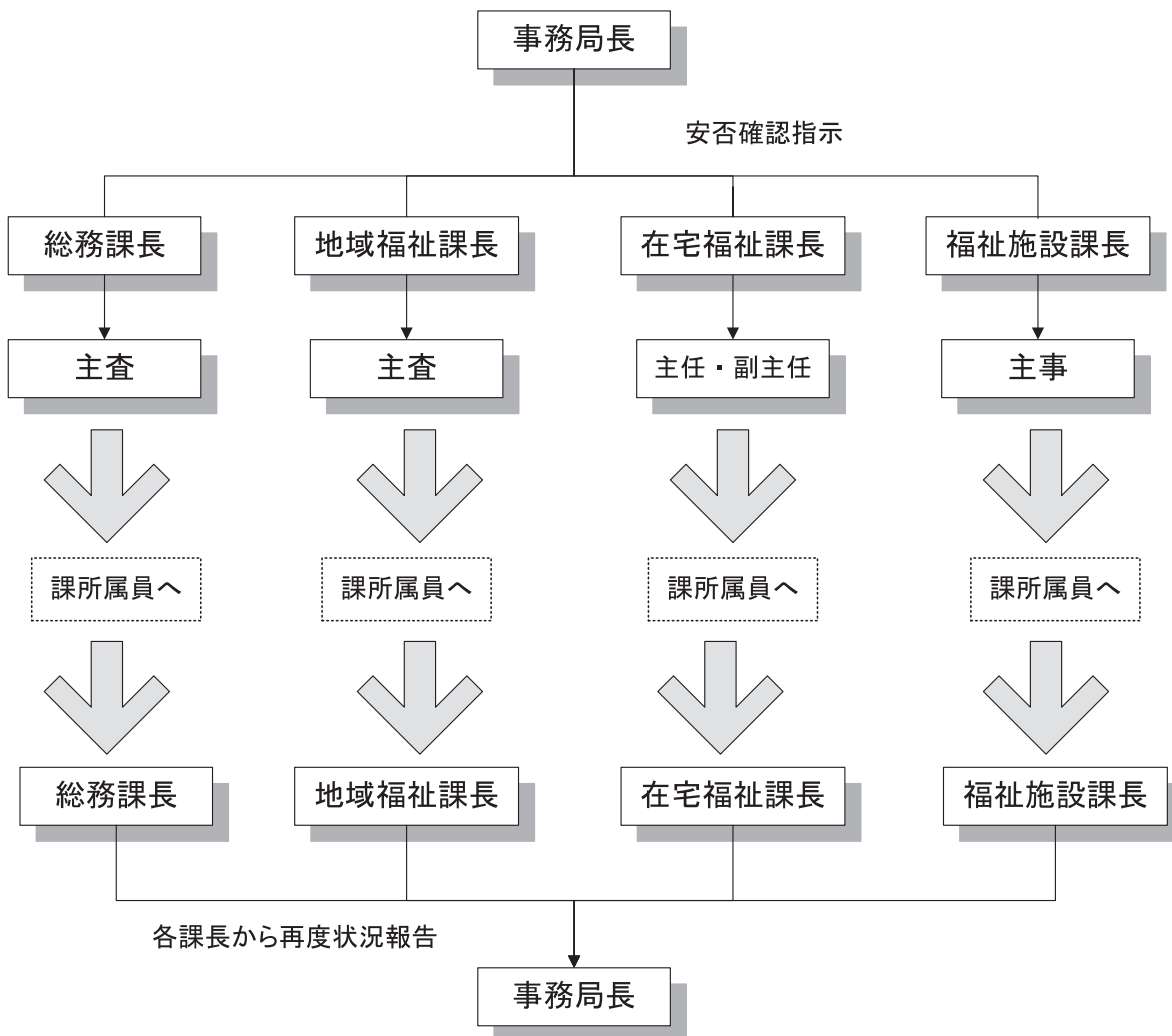 事務局長
安否確認指示
総務課長
地域福祉課長
在宅福祉課長
福祉施設課長
主査
主査
主任・副主任
主事
課所属員へ
課所属員へ
課所属員へ
課所属員へ
総務課長
地域福祉課長
在宅福祉課長
福祉施設課長
各課長から再度状況報告
事務局長